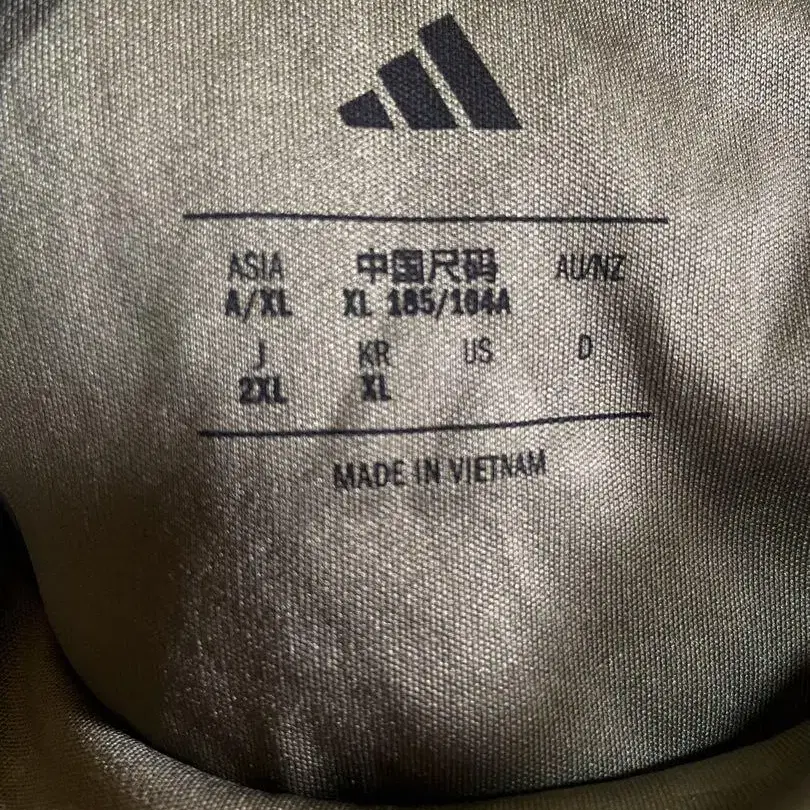 ASIA 中国尺码 AU/NZ
A/XL XL 185/104A
J KR US D
2XL XL
MADE IN VIETNAM